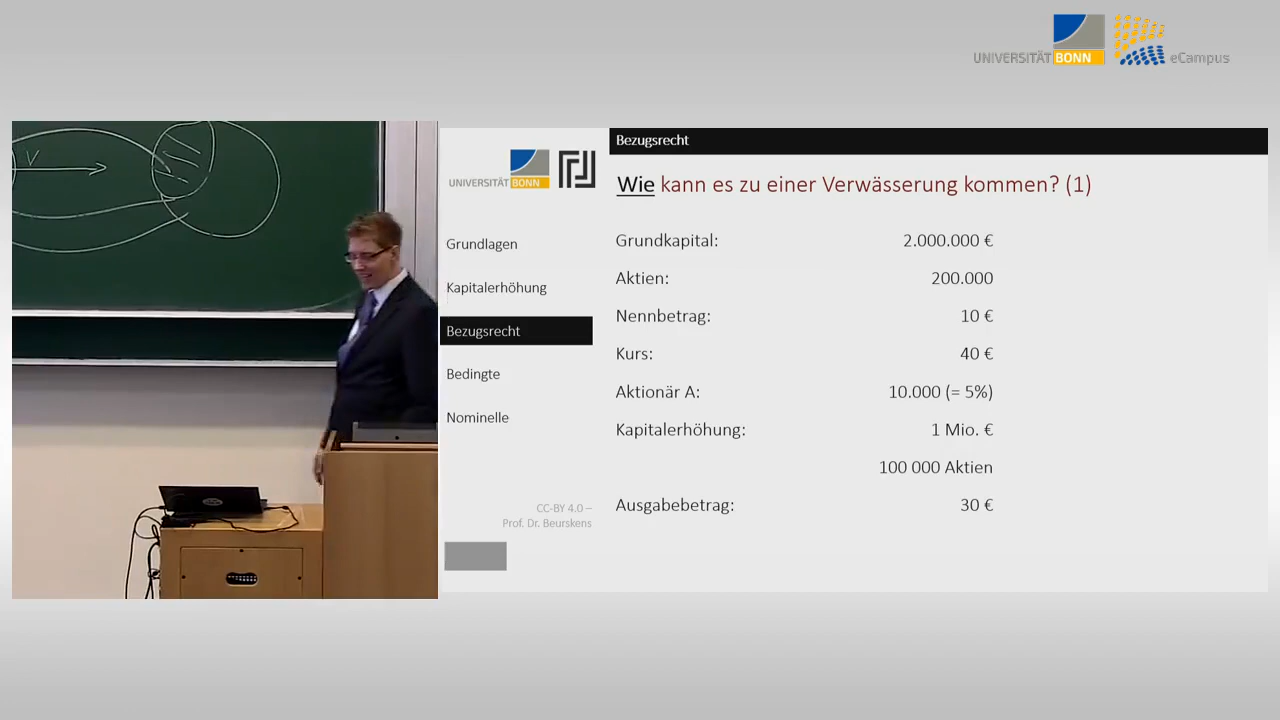 UNIVERSITÄT BONN
eCampus
V
UNIVERSITÄT BONN
Grundlagen
Kapitalerhöhung
Bezugsrecht
Bedingte
Nominelle
CC-BY 4.0 –
Prof. Dr. Beurskens
Bezugsrecht
Wie kann es zu einer Verwässerung kommen? (1)
Grundkapital: 2.000.000 €
Aktien: 200.000
Nennbetrag: 10 €
Kurs: 40 €
Aktionär A: 10.000 (= 5%)
Kapitalerhöhung: 1 Mio. €
100 000 Aktien
Ausgabebetrag: 30 €